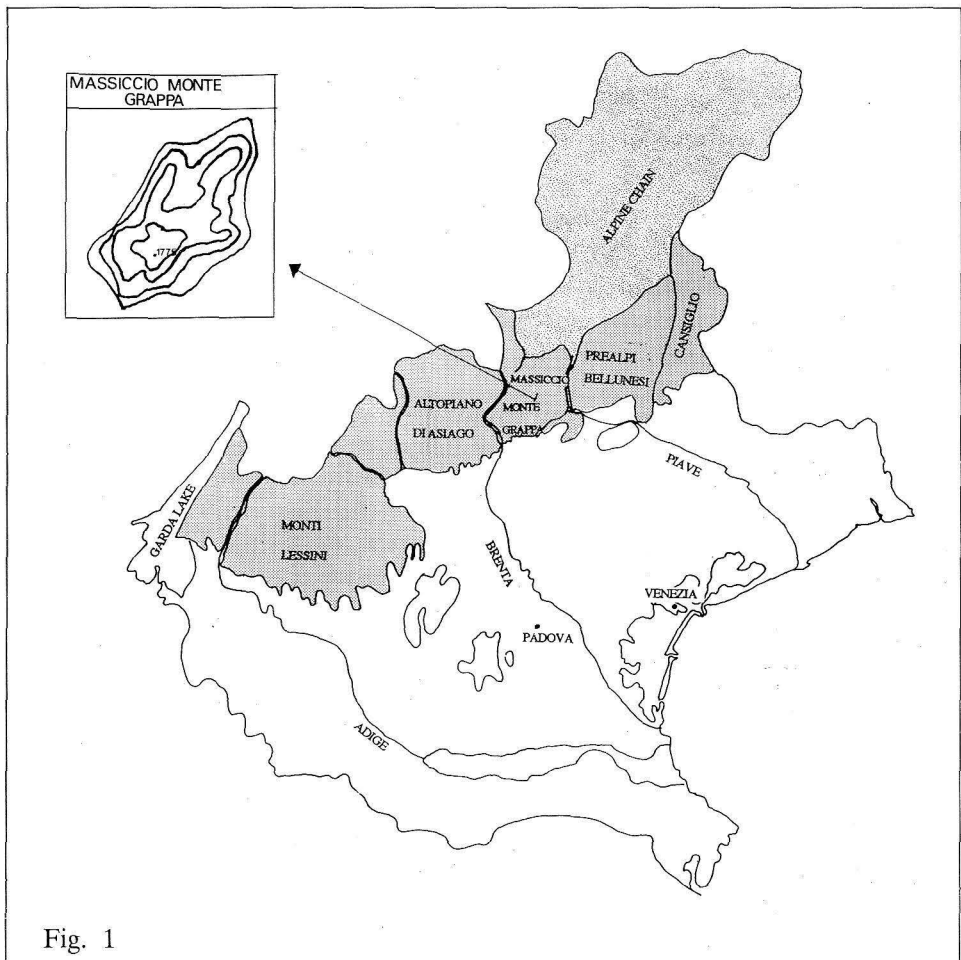 MASSICCIO MONTE
GRAPPA
1775
ALPINE CHAIN
CANSIGLIO
PREALPI
BELLUNESI
MASSICCIO
MONTE
GRAPPA
ALTOPIANO
DI ASIAGO
PIAVE
GARDA LAKE
MONTI
LESSINI
BRENTA
VENEZIA
PADOVA
ADIGE
Fig. 1